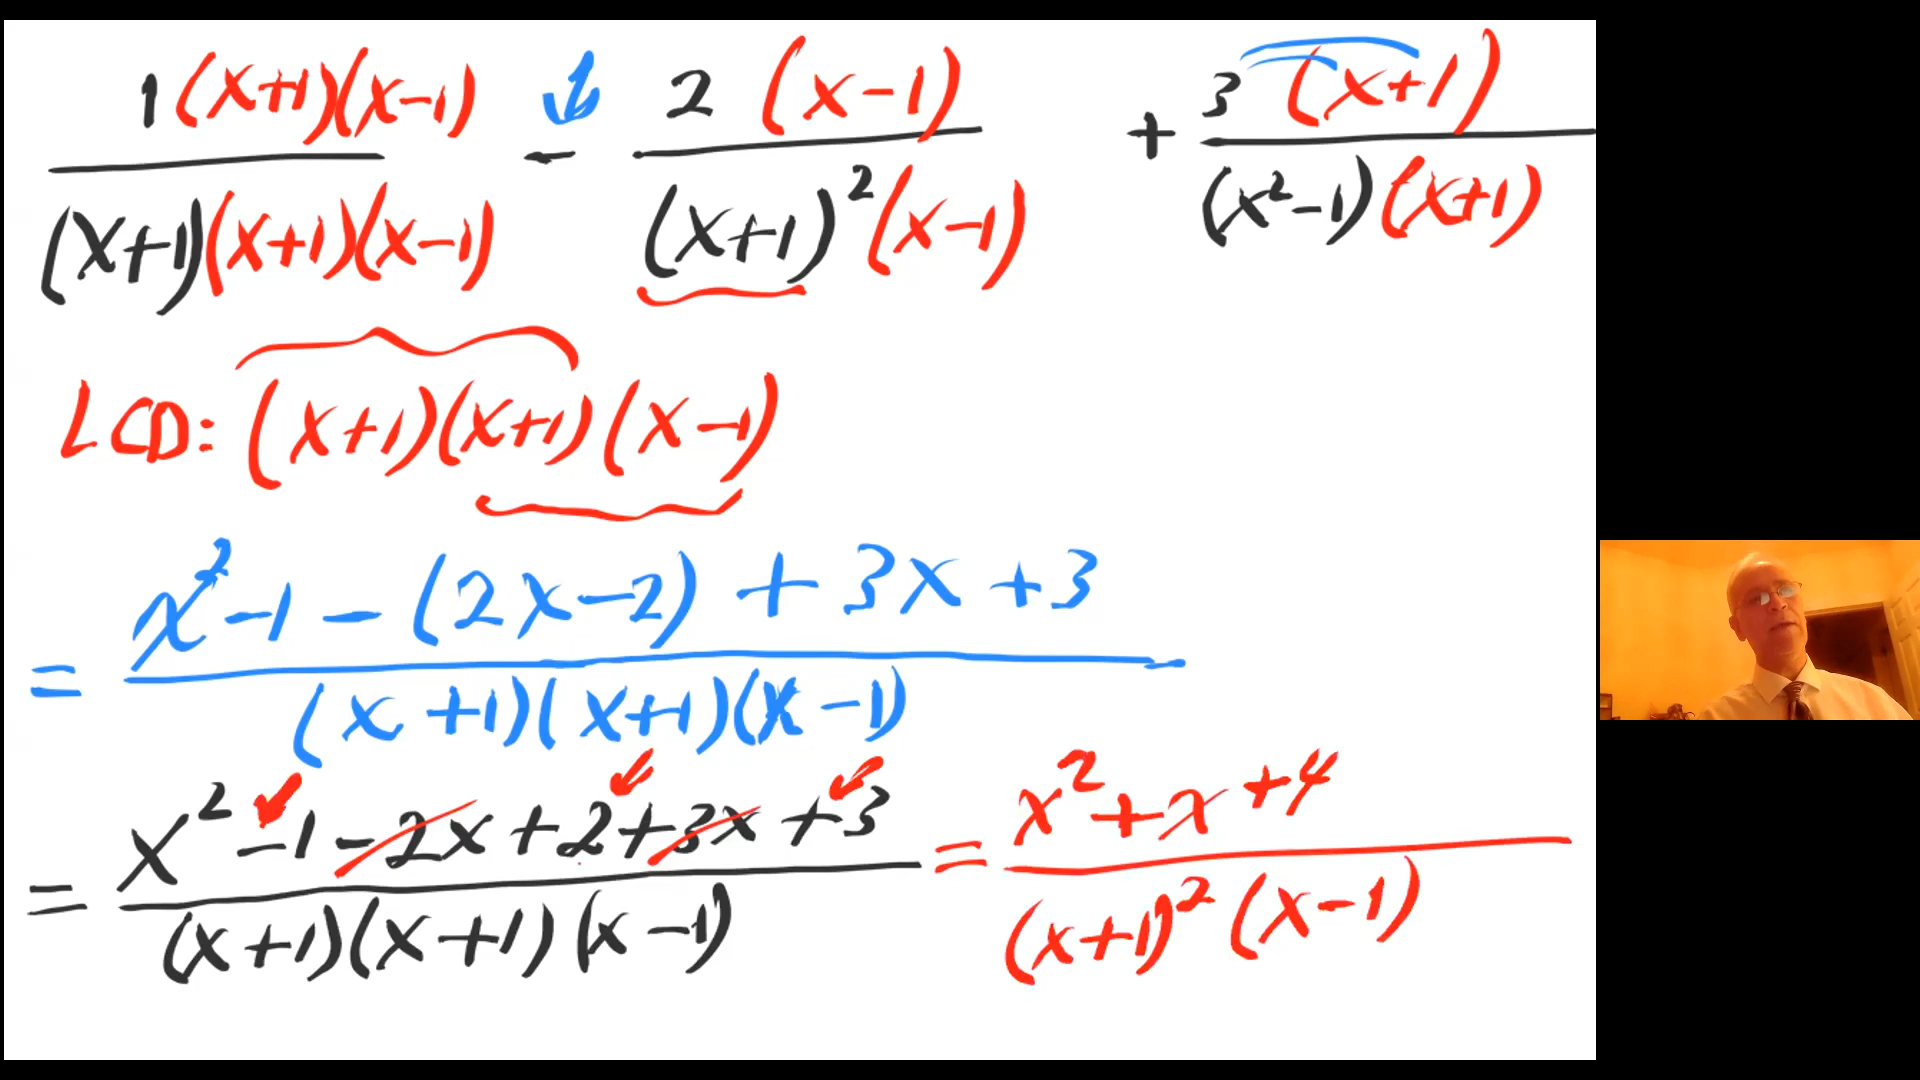 1(x+1)(x-1) - 2 (x-1) + 3 (x+1)
(x+1)(x+1)(x-1) (x+1)²(x-1) (x²-1)(x+1)
LCD: (x+1)(x+1)(x-1)
x²-1-(2x-2)+3x+3
=
(x+1)(x+1)(x-1)
x²-1-2x+2+3x+3 = x²+x+4
=
(x+1)(x+1)(x-1) (x+1)²(x-1)